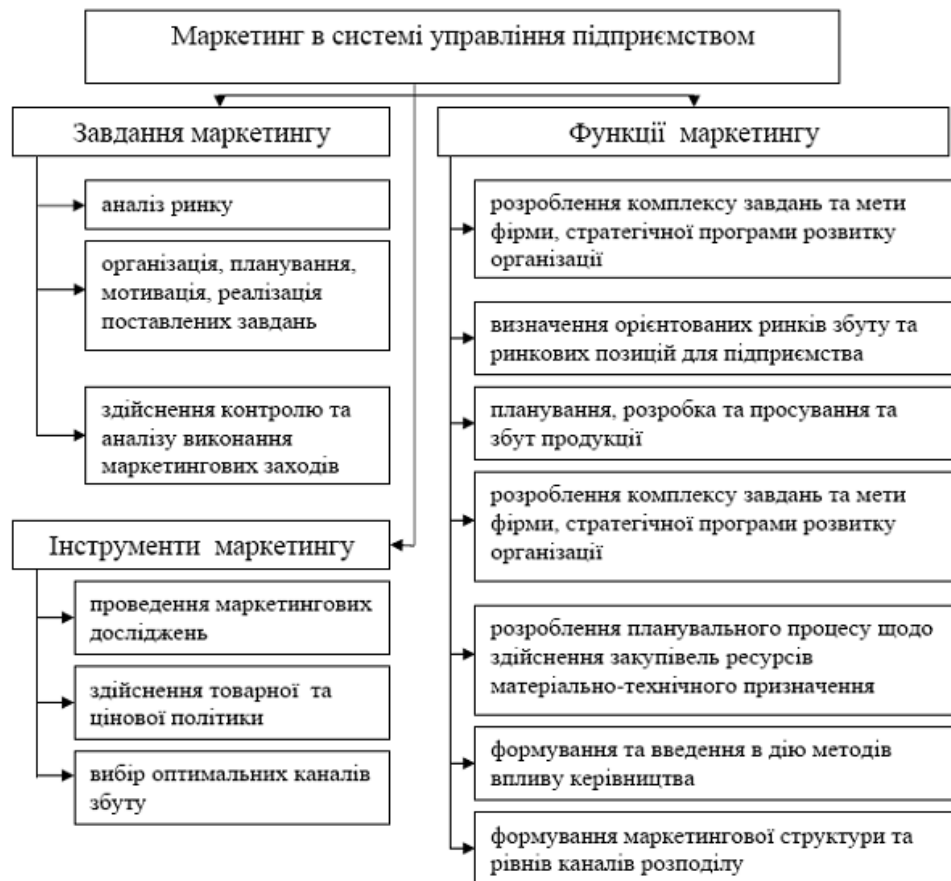 Маркетинг в системі управління підприємством
Завдання маркетингу
аналіз ринку
організація, планування,
мотивація, реалізація
поставлених завдань
здійснення контролю та
аналізу виконання
маркетингових заходів
Інструменти маркетингу
проведення маркетингових
досліджень
здійснення товарної та
цінової політики
вибір оптимальних каналів
збуту
Функції маркетингу
розроблення комплексу завдань та мети
фірми, стратегічної програми розвитку
організації
визначення орієнтованих ринків збуту та
ринкових позицій для підприємства
планування, розробка та просування та
збут продукції
розроблення комплексу завдань та мети
фірми, стратегічної програми розвитку
організації
розроблення планувального процесу щодо
здійснення закупівель ресурсів
матеріально-технічного призначення
формування та введення в дію методів
впливу керівництва
формування маркетингової структури та
рівнів каналів розподілу